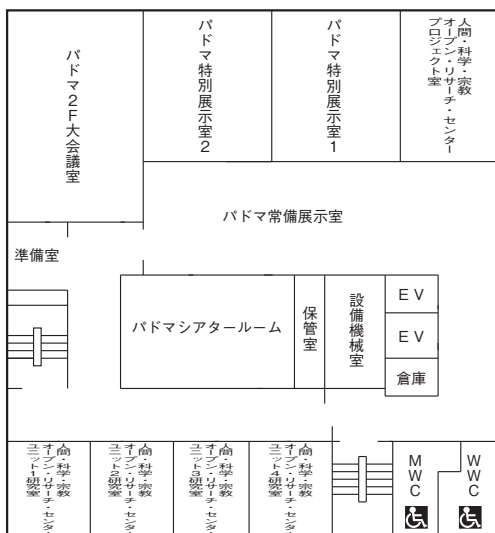 パドマ2F大会議室
パドマ特別展示室2
パドマ特別展示室1
人間・科学・宗教
オープン・リサーチ・センター
プロジェクト室
パドマ常備展示室
準備室
パドマシアタールーム
保管室
設備機械室
EV
EV
倉庫
人間・科学・宗教
オープン・リサーチ・センター
ユニット1研究室
人間・科学・宗教
オープン・リサーチ・センター
ユニット2研究室
人間・科学・宗教
オープン・リサーチ・センター
ユニット3研究室
人間・科学・宗教
オープン・リサーチ・センター
ユニット4研究室
MWC
WWC